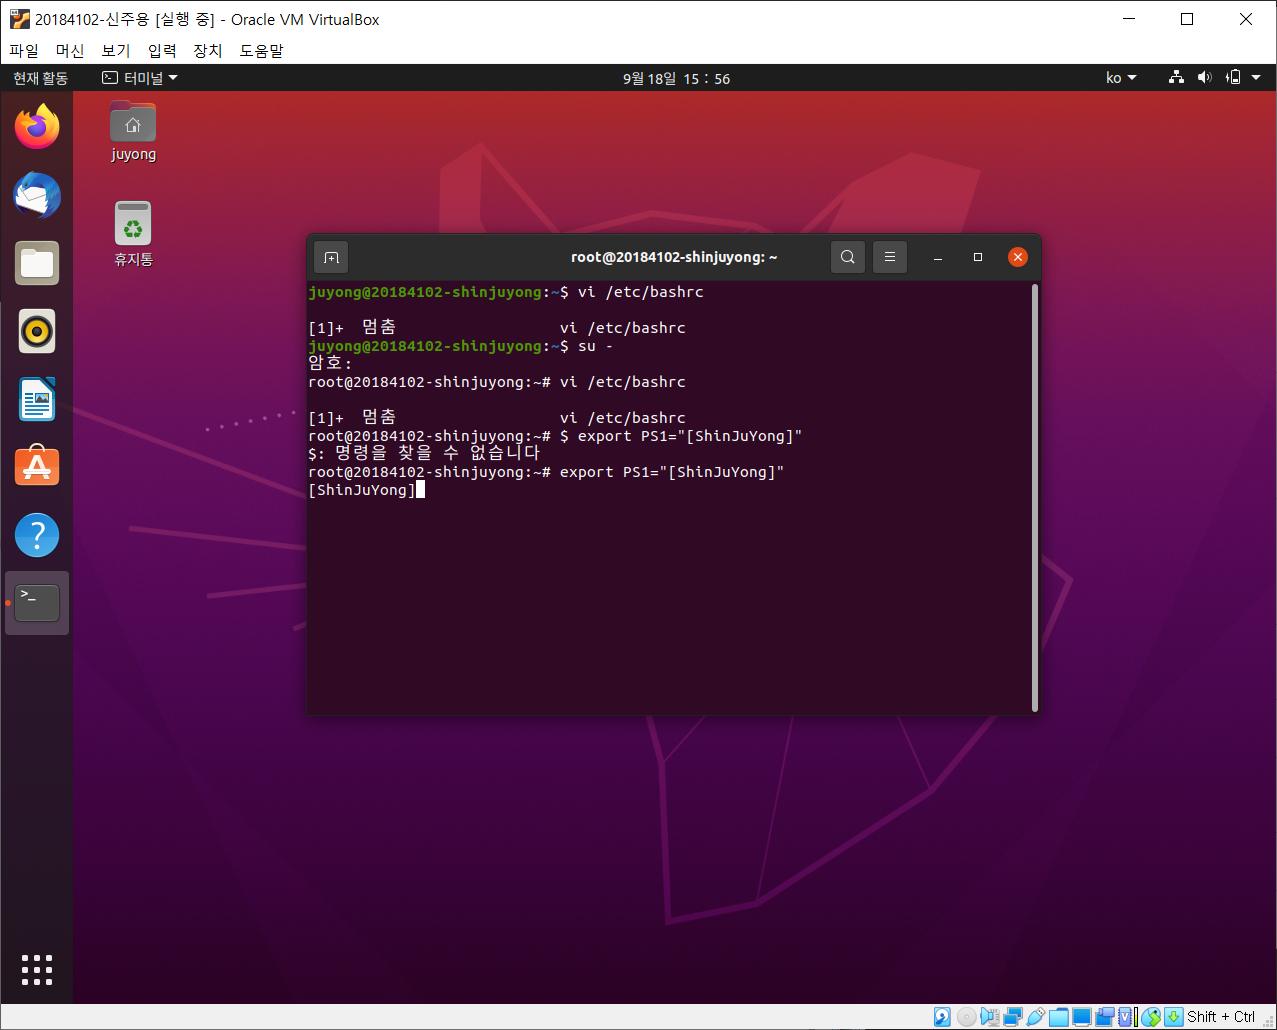 20184102-신주용 [실행 중] - Oracle VM VirtualBox
파일 머신 보기 입력 장치 도움말
현재 활동 터미널 9월 18일 15 : 56 ko
juyong
휴지통
root@20184102-shinjuyong: ~
juyong@20184102-shinjuyong:~$ vi /etc/bashrc
[1]+ 멈춤 vi /etc/bashrc
juyong@20184102-shinjuyong:~$ su -
암호:
root@20184102-shinjuyong:~# vi /etc/bashrc
[1]+ 멈춤 vi /etc/bashrc
root@20184102-shinjuyong:~# $ export PS1="[ShinJuYong]"
$: 명령을 찾을 수 없습니다
root@20184102-shinjuyong:~# export PS1="[ShinJuYong]"
[ShinJuYong]
Shift + Ctrl